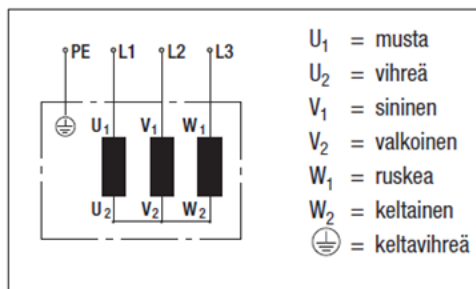 PE L1 L2 L3
U₁ V₁ W₁
U₂ V₂ W₂
U₁ = musta
U₂ = vihreä
V₁ = sininen
V₂ = valkoinen
W₁ = ruskea
W₂ = keltainen
= keltavihreä